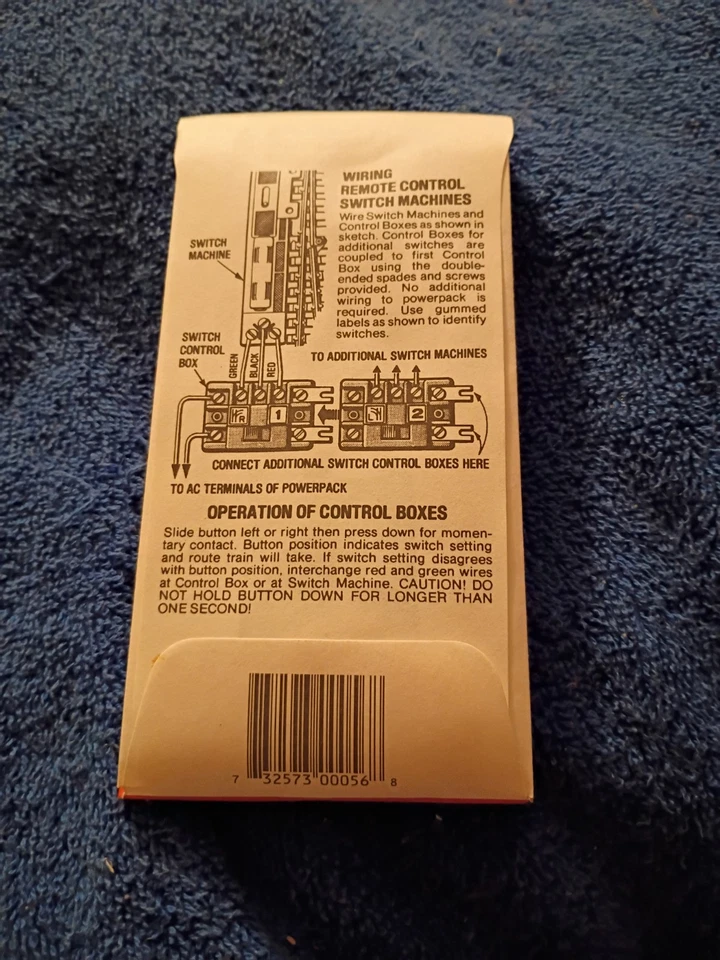 WIRING
REMOTE CONTROL
SWITCH MACHINES
Wire Switch Machines and
Control Boxes as shown in
sketch. Control Boxes for
additional switches are
coupled to first Control
Box using the double-
ended spades and screws
provided. No additional
wiring to powerpack is
required. Use gummed
labels as shown to identify
switches.
SWITCH
MACHINE
SWITCH
CONTROL
BOX
GREEN
BLACK
RED
TO ADDITIONAL SWITCH MACHINES
1
2
CONNECT ADDITIONAL SWITCH CONTROL BOXES HERE
TO AC TERMINALS OF POWERPACK
OPERATION OF CONTROL BOXES
Slide button left or right then press down for momen-
tary contact. Button position indicates switch setting
and route train will take. If switch setting disagrees
with button position, interchange red and green wires
at Control Box or at Switch Machine. CAUTION! DO
NOT HOLD BUTTON DOWN FOR LONGER THAN
ONE SECOND!
7 32573 00056 8